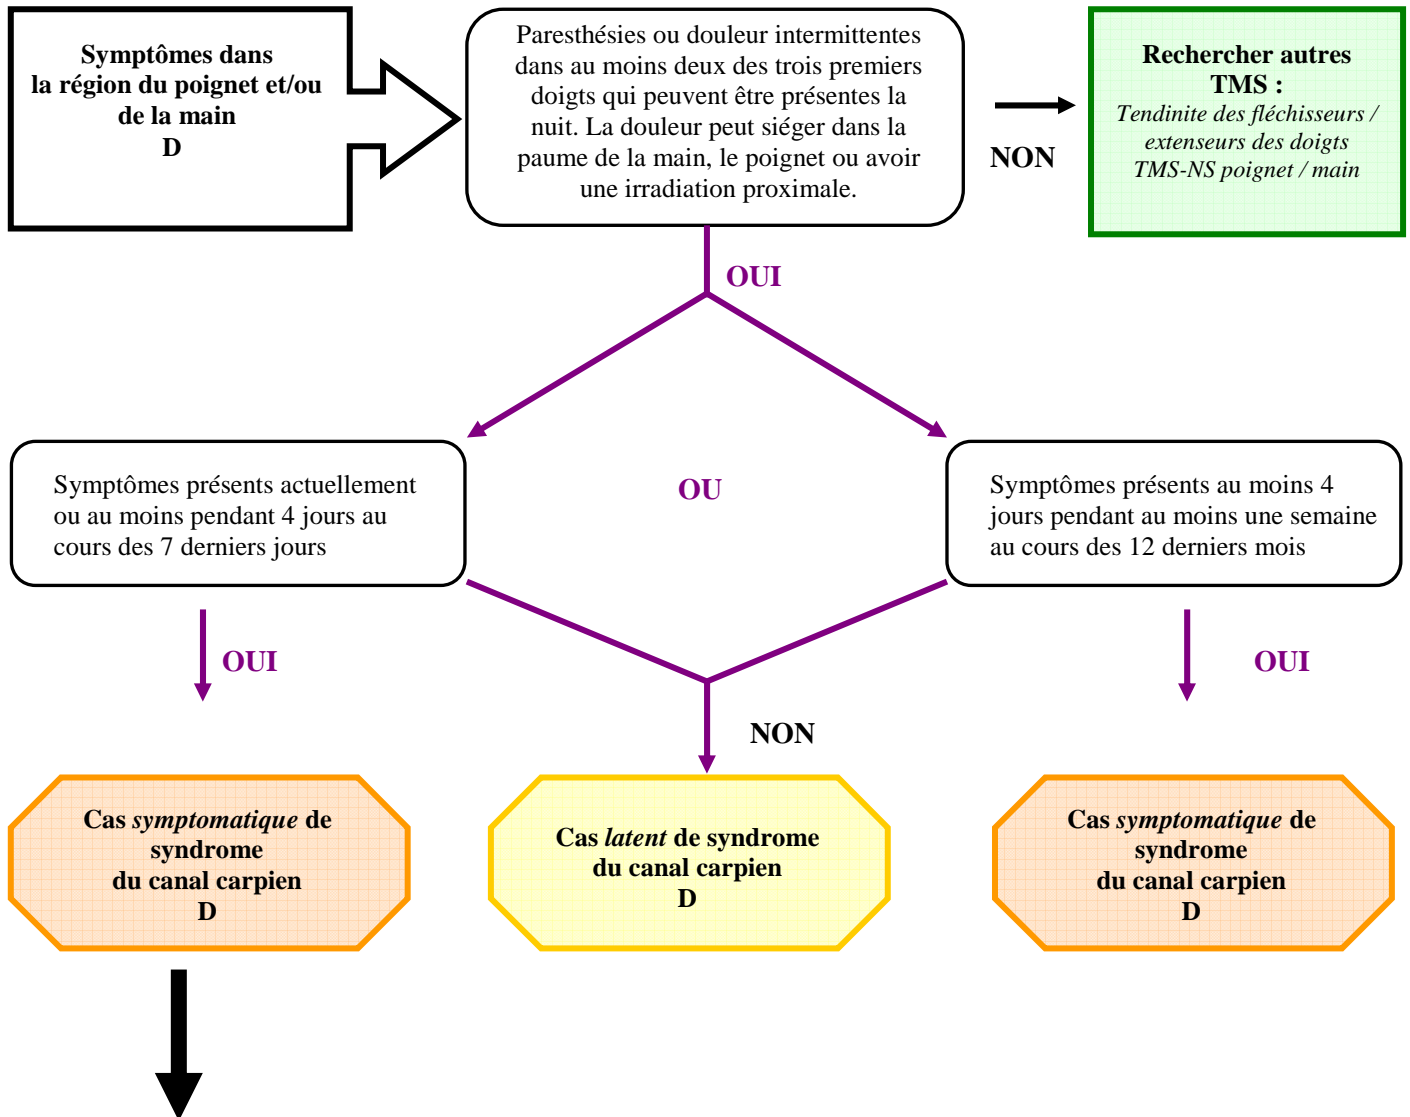 Symptômes dans
la région du poignet et/ou
de la main
D
Paresthésies ou douleur intermittentes
dans au moins deux des trois premiers
doigts qui peuvent être présentes la
nuit. La douleur peut siéger dans la
paume de la main, le poignet ou avoir
une irradiation proximale.
NON
Rechercher autres
TMS :
Tendinite des fléchisseurs /
extenseurs des doigts
TMS-NS poignet / main
OUI
Symptômes présents actuellement
ou au moins pendant 4 jours au
cours des 7 derniers jours
OU
Symptômes présents au moins 4
jours pendant au moins une semaine
au cours des 12 derniers mois
OUI
NON
OUI
Cas symptomatique de
syndrome
du canal carpien
D
Cas latent de syndrome
du canal carpien
D
Cas symptomatique de
syndrome
du canal carpien
D